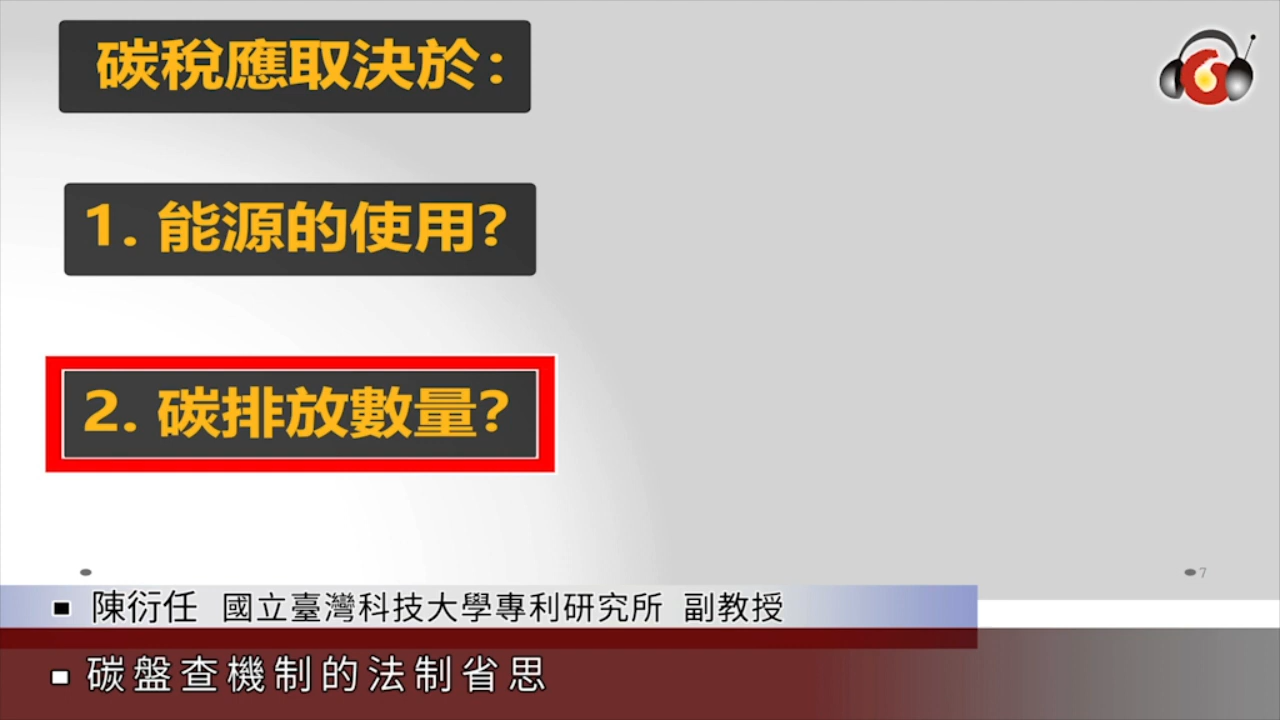 碳稅應取決於:
1. 能源的使用?
2. 碳排放數量?
7
陳衍任 國立臺灣科技大學專利研究所 副教授
碳盤查機制的法制省思